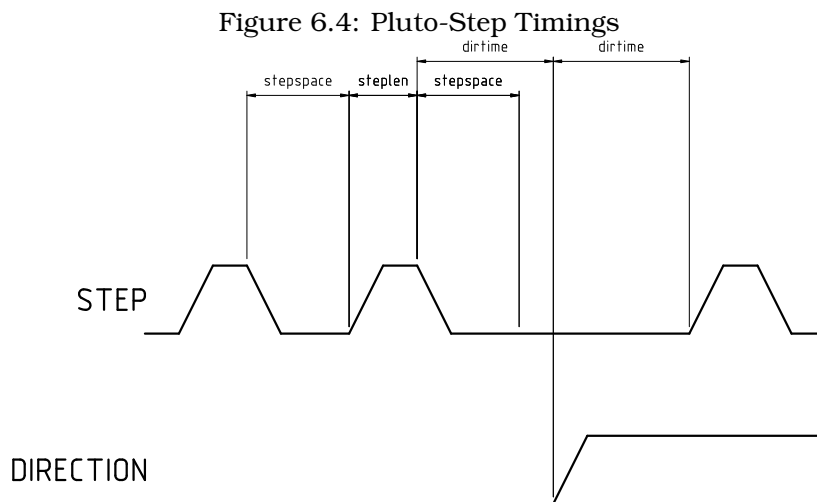 Figure 6.4: Pluto-Step Timings
dirtime dirtime
stepspace steplen stepspace
STEP
DIRECTION